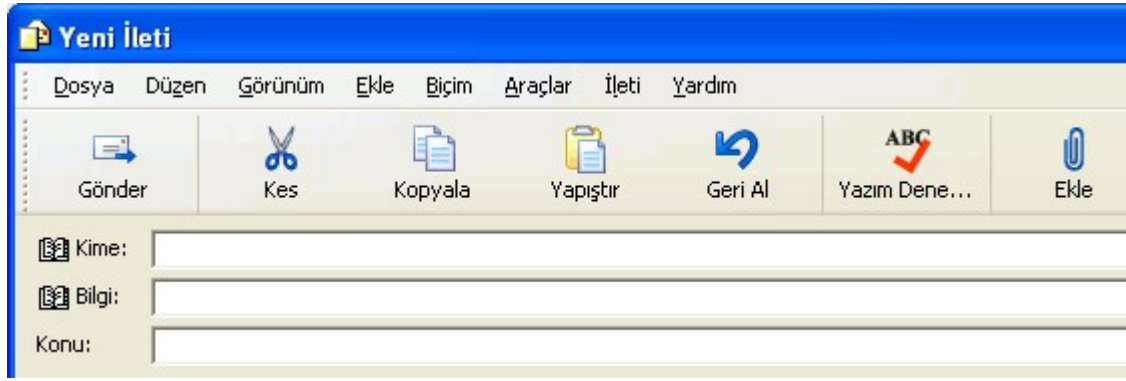 Yeni İleti
Dosya Düzen Görünüm Ekle Biçim Araçlar İleti Yardım
ABC
Gönder Kes Kopyala Yapıştır Geri Al Yazım Dene... Ekle
Kime:
Bilgi:
Konu: